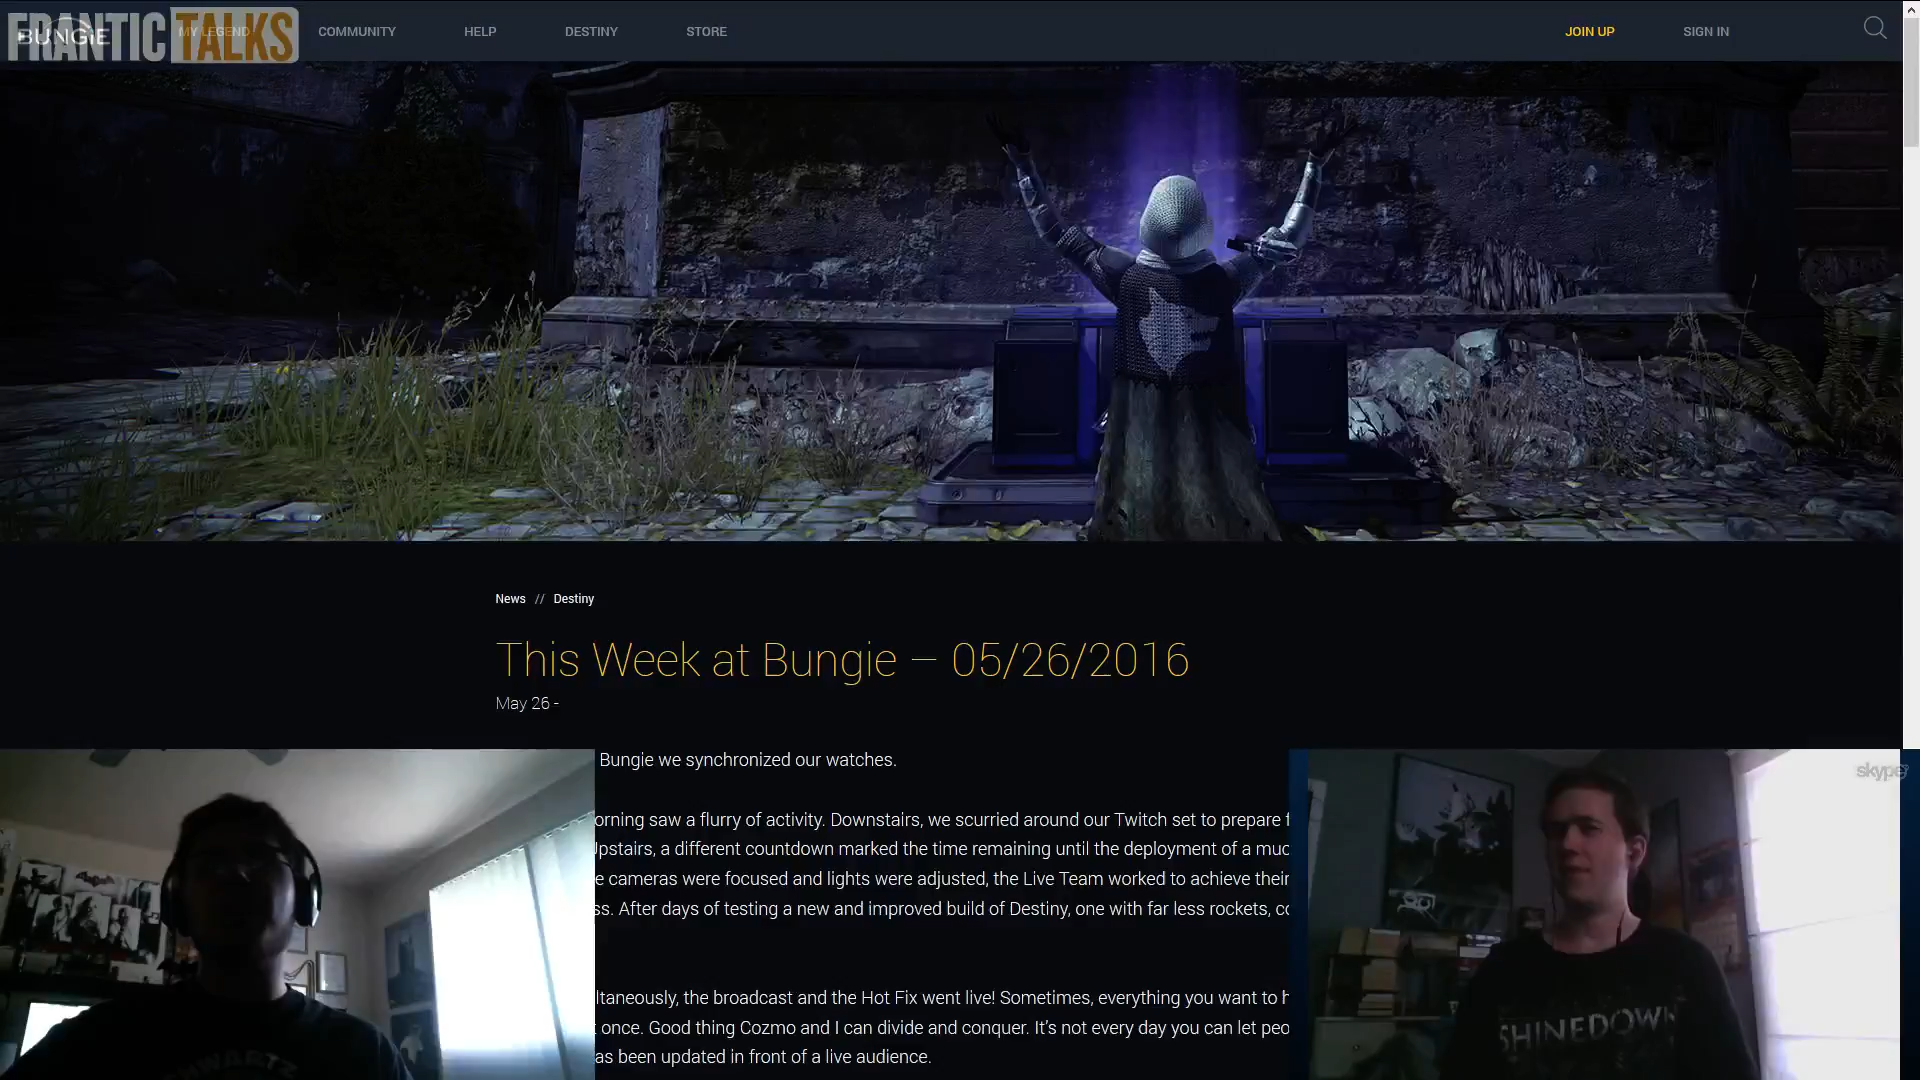 FRANTIC TALKS
BUNGiE
MY LEGEND
COMMUNITY
HELP
DESTINY
STORE
JOIN UP
SIGN IN
News // Destiny
This Week at Bungie — 05/26/2016
May 26 -
Bungie we synchronized our watches.
orning saw a flurry of activity. Downstairs, we scurried around our Twitch set to prepare f
Upstairs, a different countdown marked the time remaining until the deployment of a muc
e cameras were focused and lights were adjusted, the Live Team worked to achieve their
ss. After days of testing a new and improved build of Destiny, one with far less rockets, co
ltaneously, the broadcast and the Hot Fix went live! Sometimes, everything you want to h
t once. Good thing Cozmo and I can divide and conquer. It's not every day you can let peo
as been updated in front of a live audience.
skype
SHINEDOWN